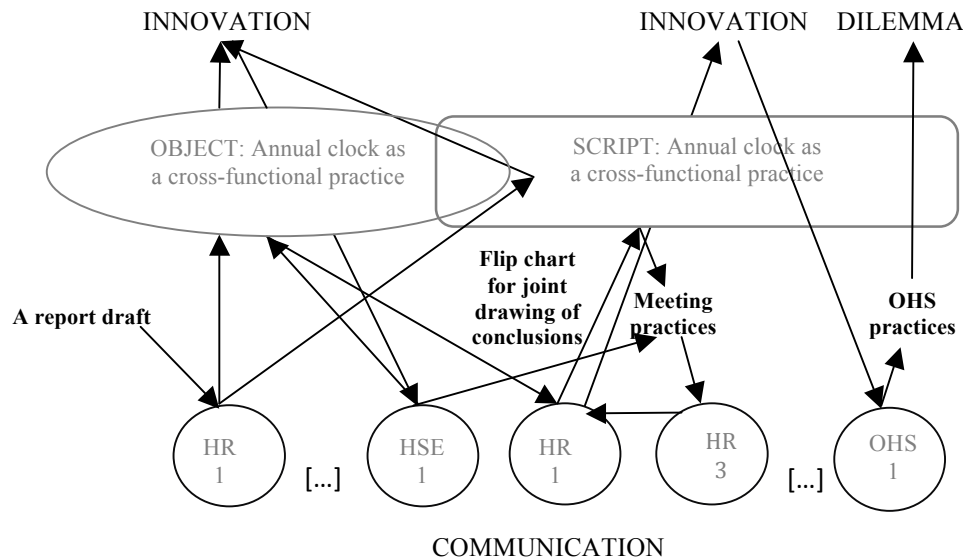 INNOVATION
INNOVATION
DILEMMA
OBJECT: Annual clock as
a cross-functional practice
SCRIPT: Annual clock as
a cross-functional practice
A report draft
Flip chart
for joint
drawing of
conclusions
Meeting
practices
OHS
practices
HR
1
[...]
HSE
1
HR
1
HR
3
[...]
OHS
1
COMMUNICATION